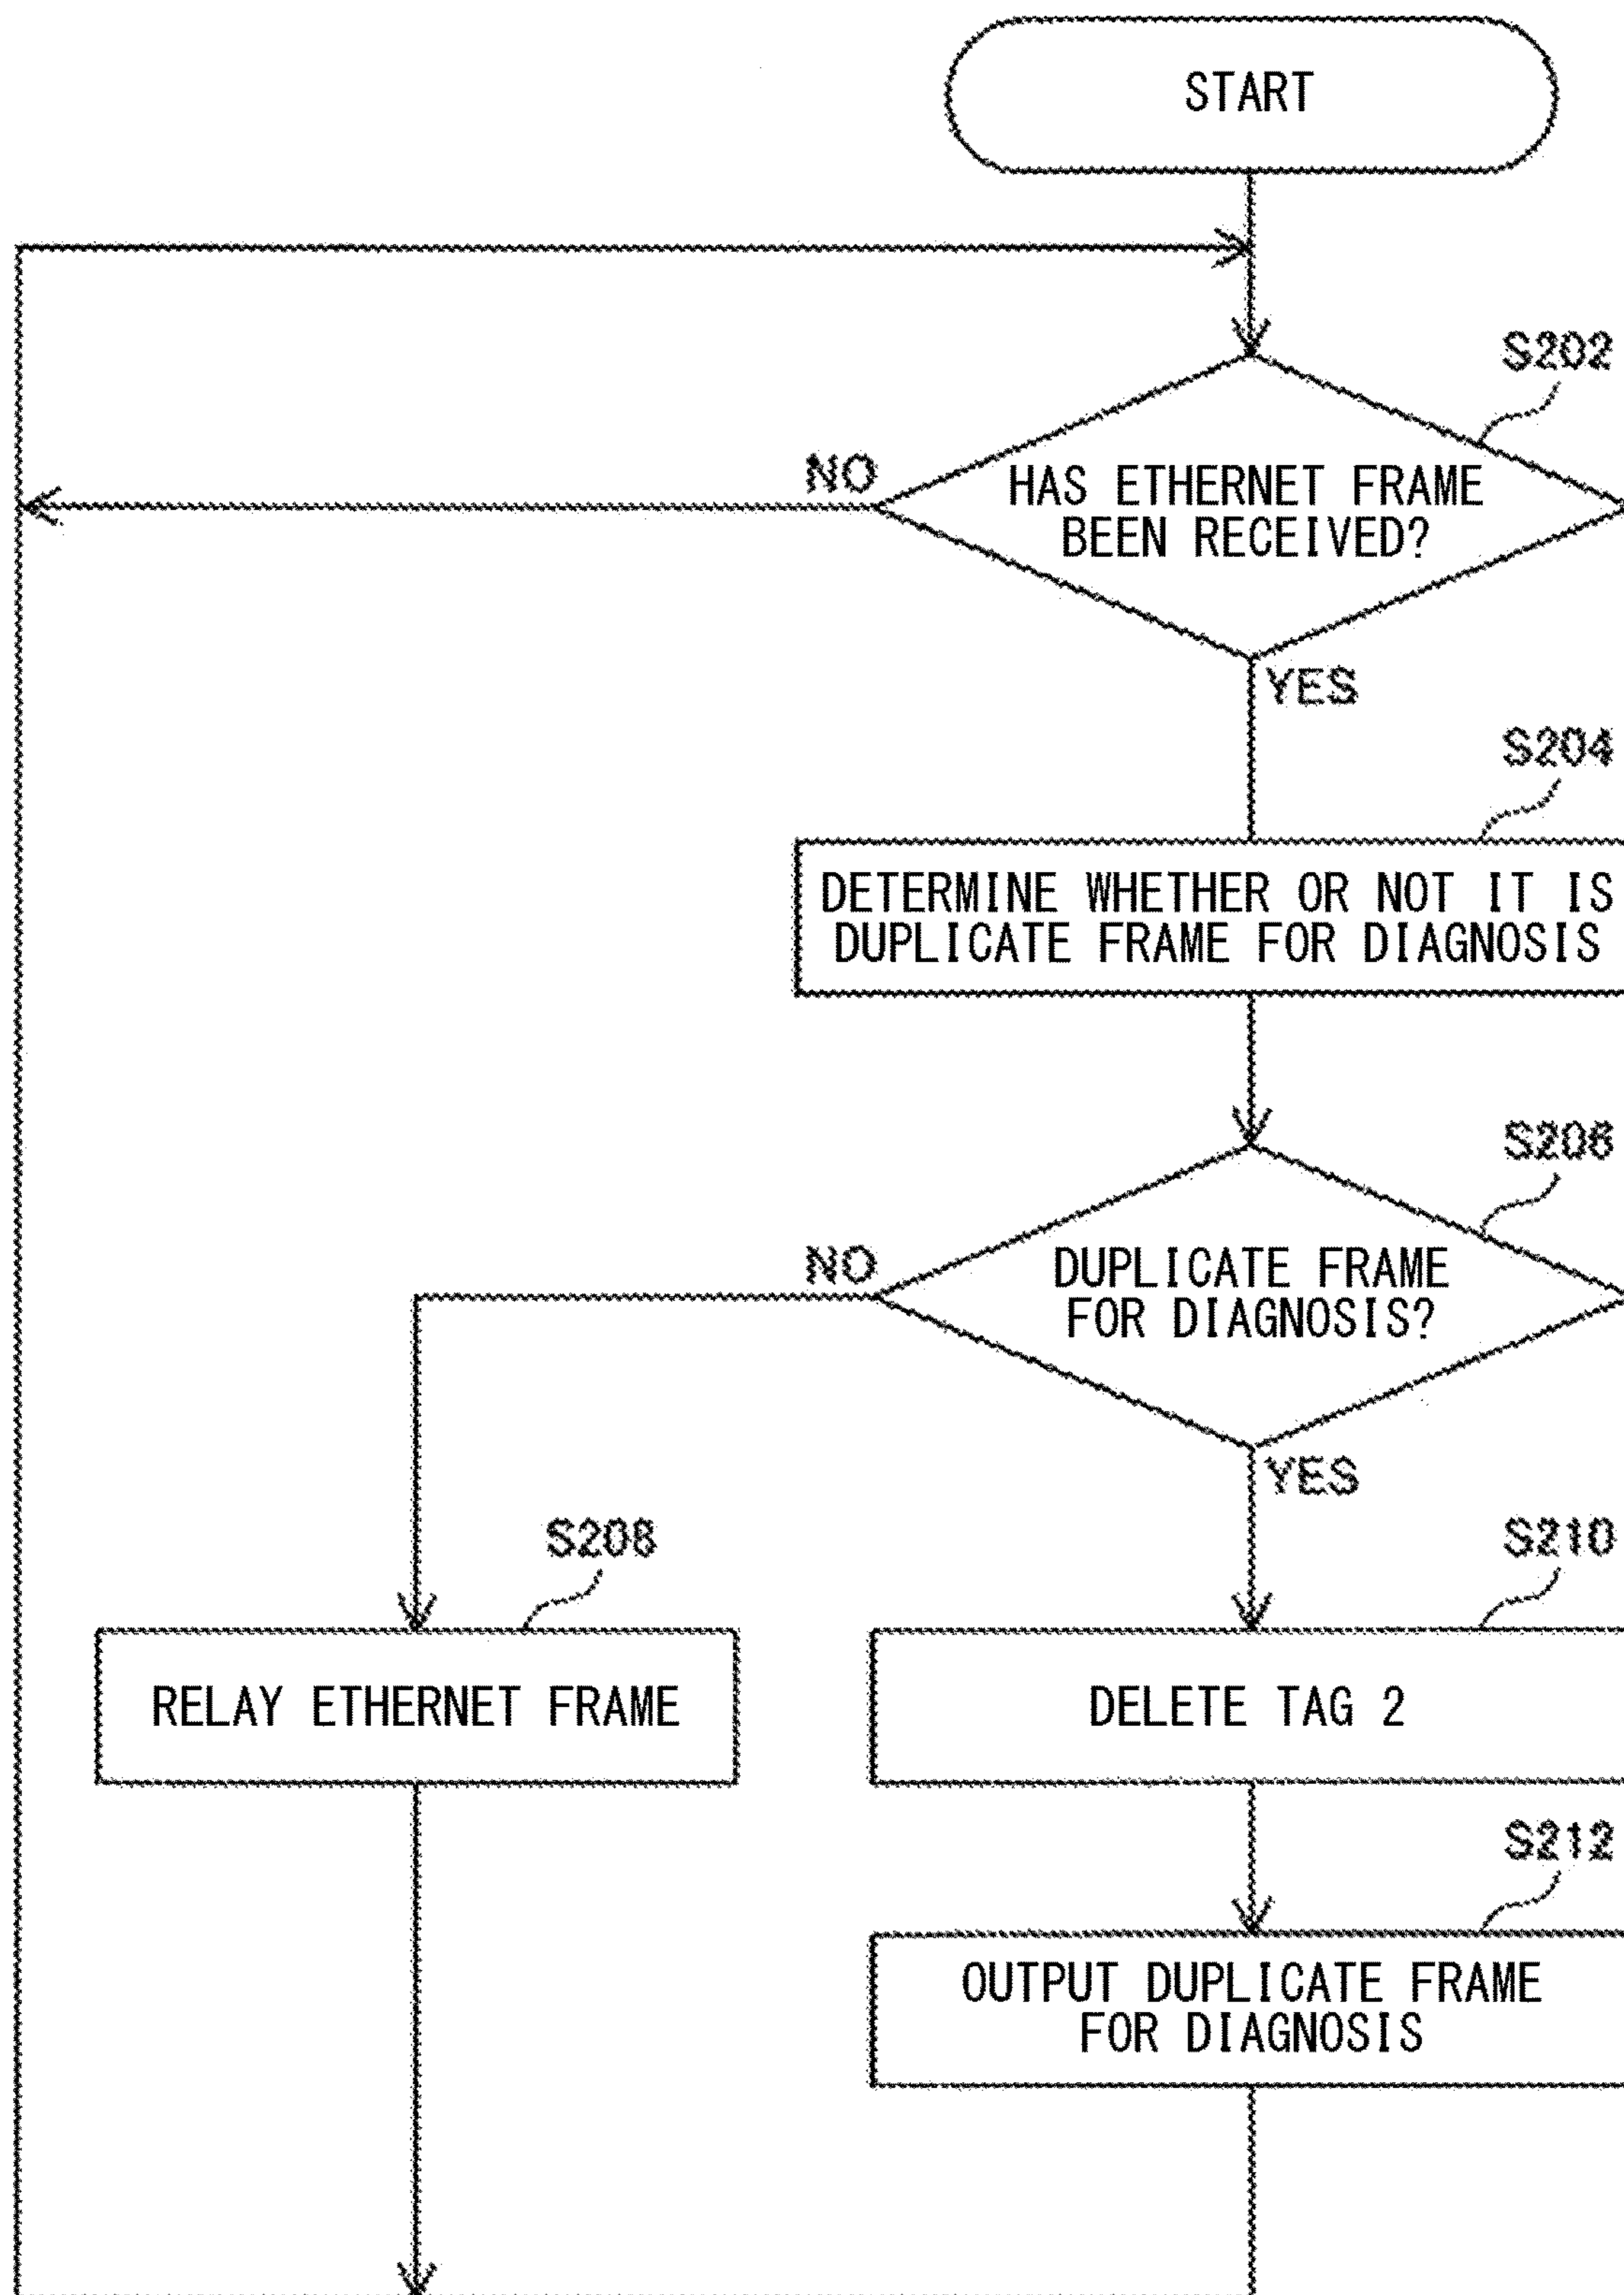 START
S202
NO
HAS ETHERNET FRAME
BEEN RECEIVED?
YES
S204
DETERMINE WHETHER OR NOT IT IS
DUPLICATE FRAME FOR DIAGNOSIS
S206
NO
DUPLICATE FRAME
FOR DIAGNOSIS?
YES
S208
S210
RELAY ETHERNET FRAME
DELETE TAG 2
S212
OUTPUT DUPLICATE FRAME
FOR DIAGNOSIS